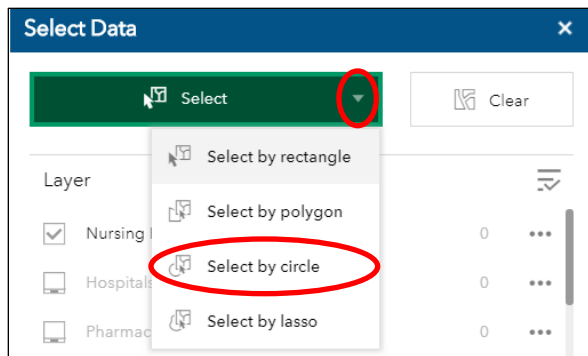 Select Data
Select
Clear
Select by rectangle
Layer
Select by polygon
Nursing
0
Select by circle
Hospitals
0
Select by lasso
Pharmac
0